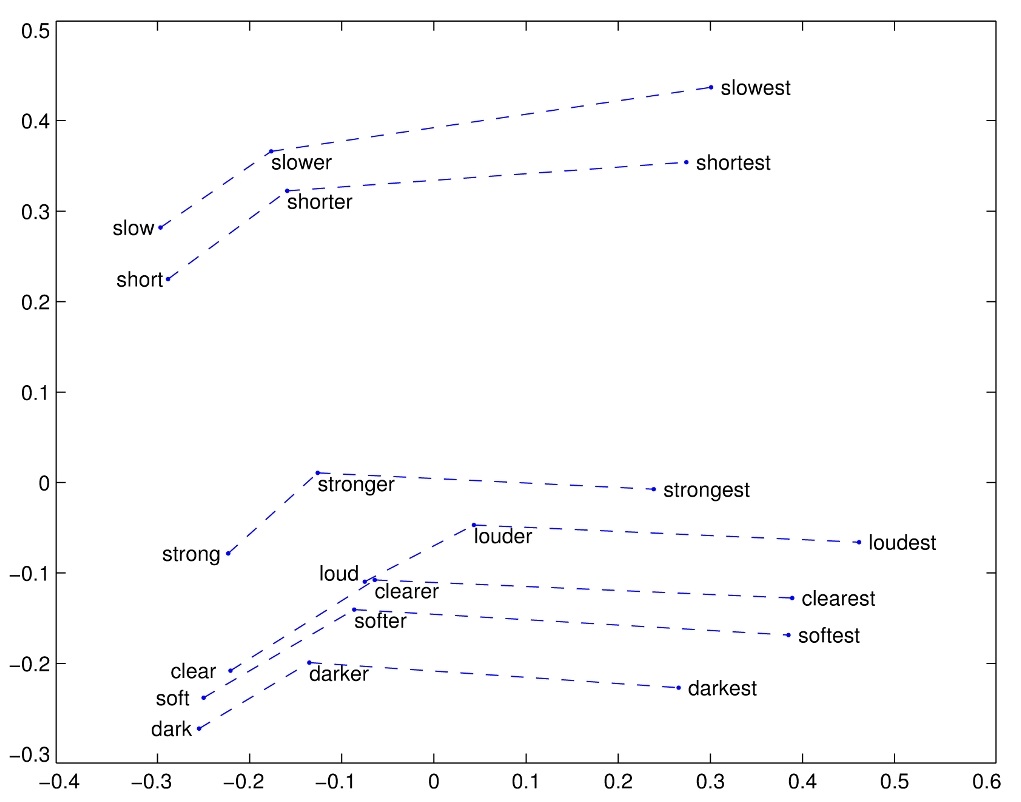 0.5
slowest
0.4
slower
shortest
shorter
0.3
slow
short
0.2
0.1
0
stronger
strongest
louder
loudest
strong
−0.1
loud
clearer
clearest
softer
softest
−0.2
clear
darker
darkest
soft
dark
−0.3
−0.4 −0.3 −0.2 −0.1 0 0.1 0.2 0.3 0.4 0.5 0.6